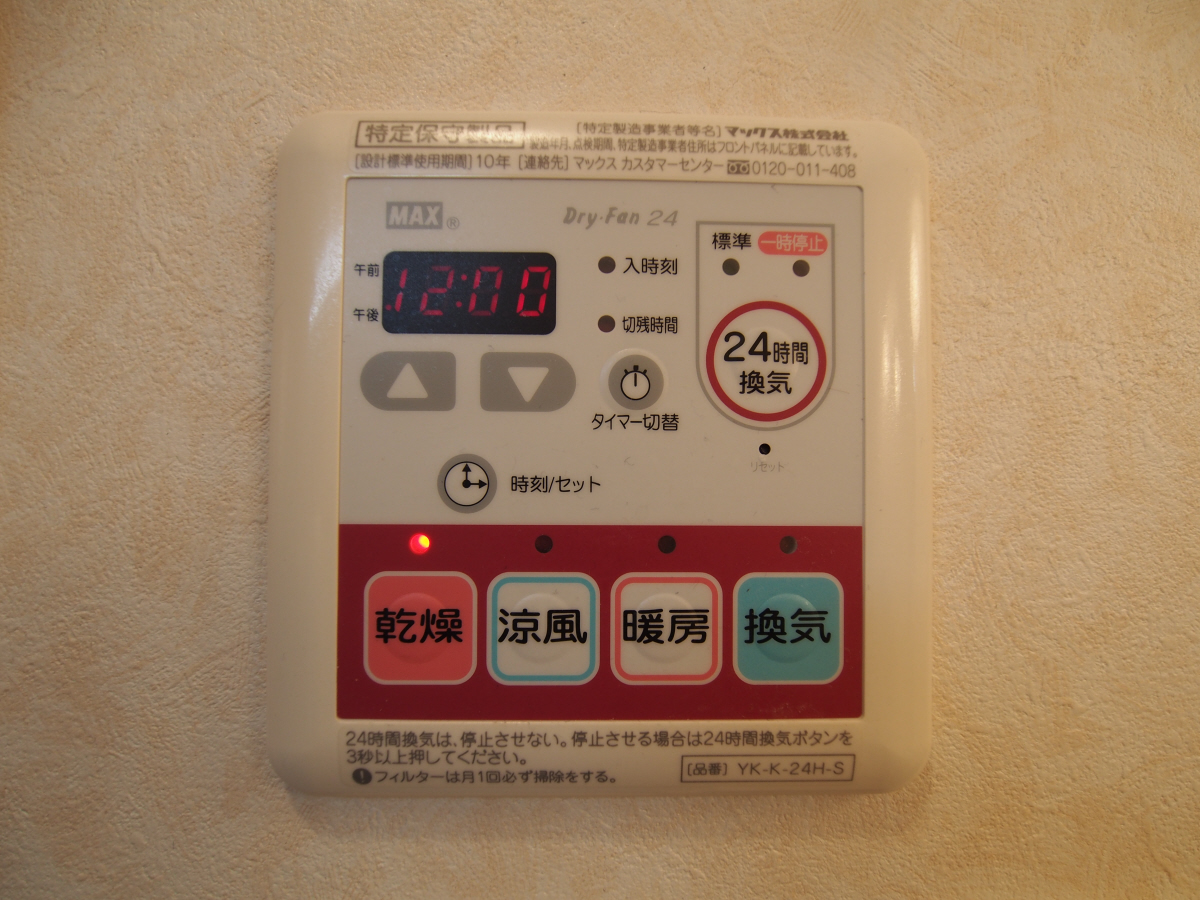 特定保守製品 [特定製造事業者等名] マックス株式会社
製造年月、点検期間、特定製造事業者住所はフロントパネルに記載しています。
[設計標準使用期間] 10年 [連絡先] マックス カスタマーセンター 0120-011-408
MAX ®
Dry・Fan 24
午前
午後
12:00
入時刻
切残時間
タイマー切替
標準 一時停止
24時間
換気
リセット
時刻/セット
乾燥 涼風 暖房 換気
24時間換気は、停止させない。停止させる場合は24時間換気ボタンを
3秒以上押してください。
フィルターは月1回必ず掃除をする。
[品番] YK-K-24H-S